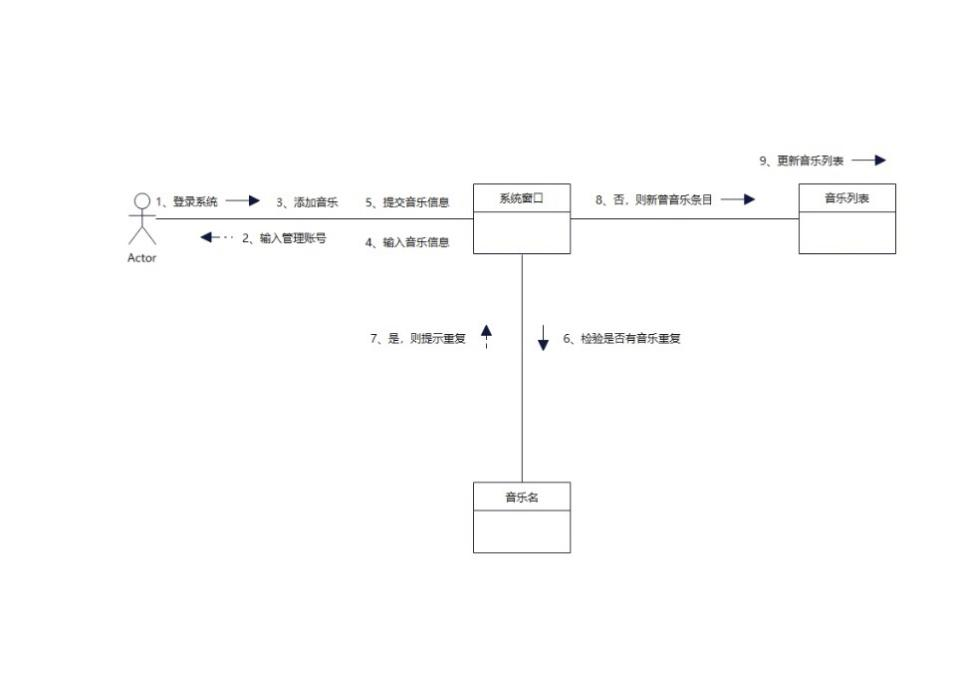 9、更新音乐列表
1、登录系统
3、添加音乐
5、提交音乐信息
系统窗口
8、否，则新曾音乐条目
音乐列表
2、输入管理账号
4、输入音乐信息
Actor
7、是，则提示重复
6、检验是否有音乐重复
音乐名